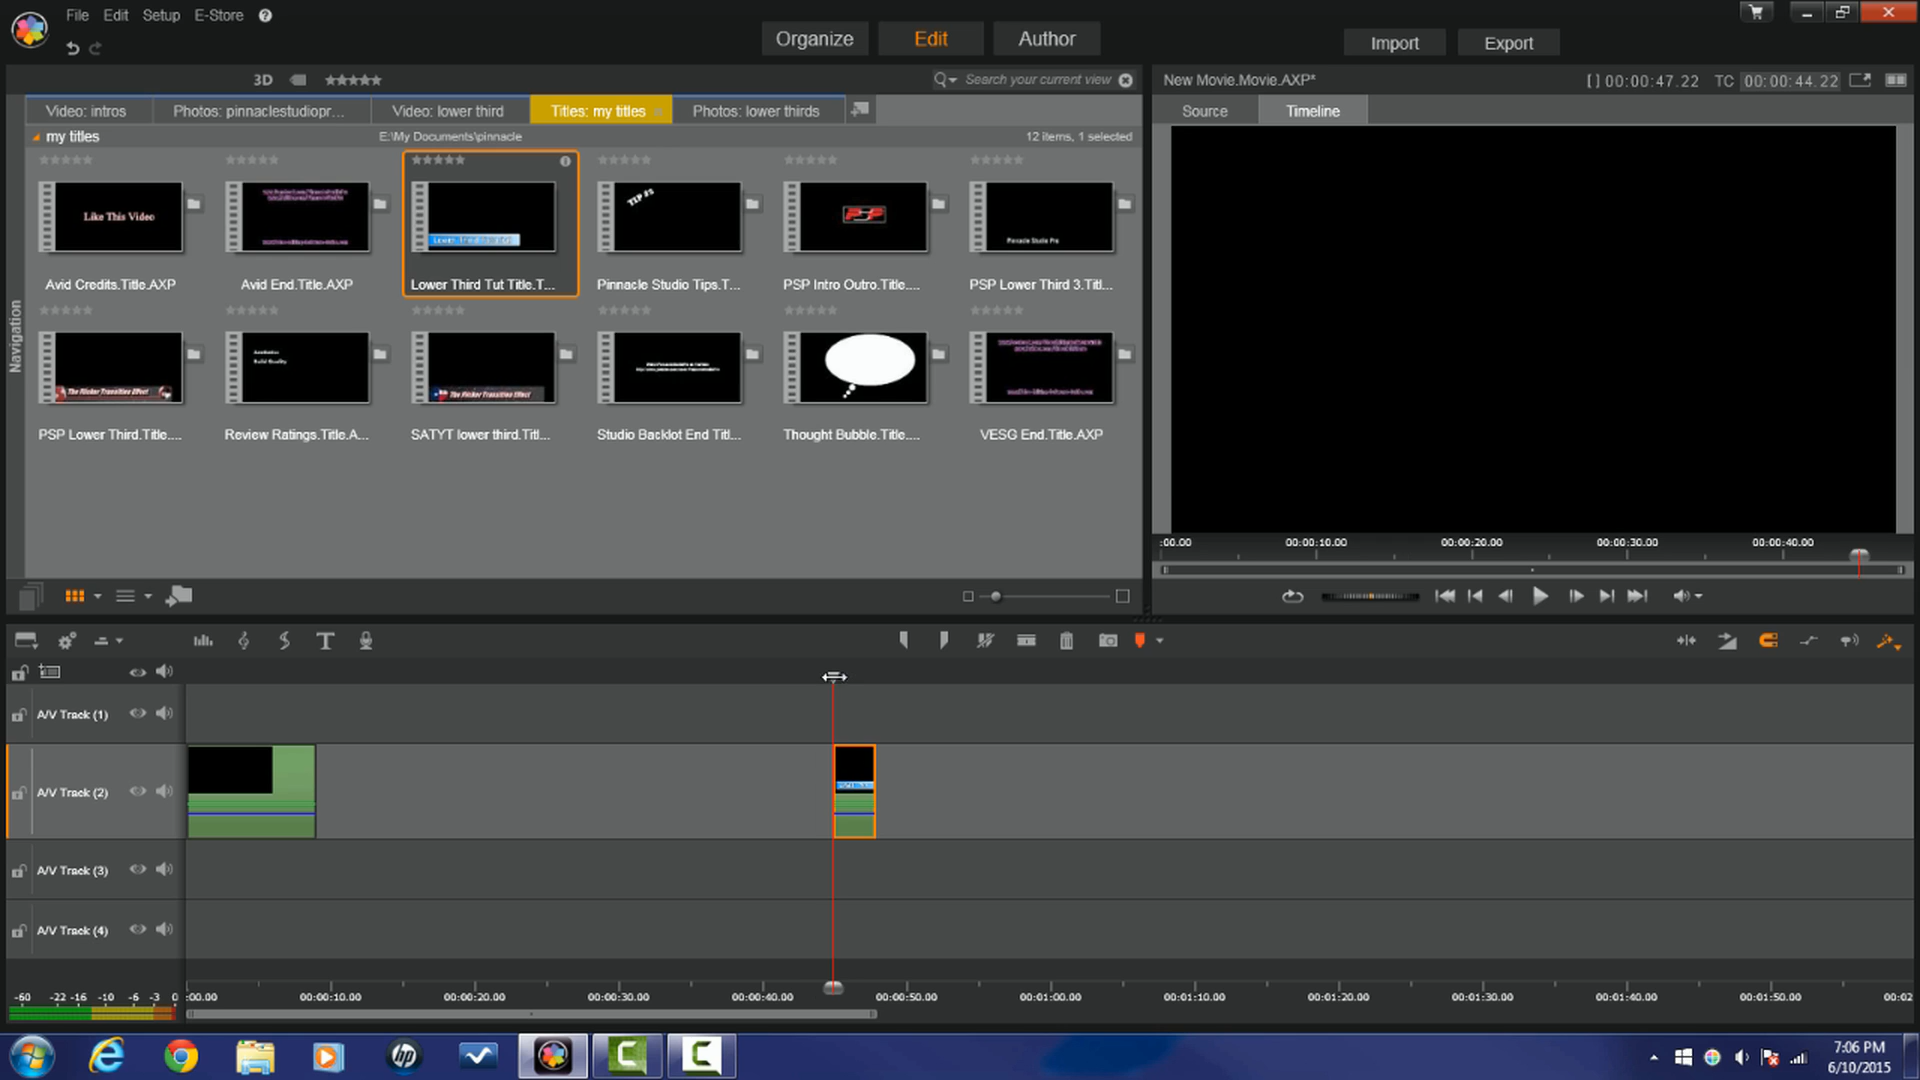 File Edit Setup E-Store
Organize Edit Author Import Export
3D Search your current view New Movie.Movie.AXP* [ ] 00:00:47.22 TC 00:00:44.22
Video: intros Photos: pinnaclestudiopr... Video: lower third Titles: my titles Photos: lower thirds Source Timeline
my titles E:\My Documents\pinnacle 12 items, 1 selected
Like This Video TIP #1 PSP Pinnacle Studio Pro
Avid Credits.Title.AXP Avid End.Title.AXP Lower Third Tut Title.T... Pinnacle Studio Tips.T... PSP Intro Outro.Title.... PSP Lower Third 3.Titl...
Navigation
The Flicker Transition Effect Aesthetics The Flicker Transition Effect
Build Quality
PSP Lower Third.Title.... Review Ratings.Title.A... SATYT lower third.Titl... Studio Backlot End Titl... Thought Bubble.Title.... VESG End.Title.AXP
:00.00 00:00:10.00 00:00:20.00 00:00:30.00 00:00:40.00
A/V Track (1)
A/V Track (2)
A/V Track (3)
A/V Track (4)
-60 -22 -16 -10 -6 -3 0 :00.00 00:00:10.00 00:00:20.00 00:00:30.00 00:00:40.00 00:00:50.00 00:01:00.00 00:01:10.00 00:01:20.00 00:01:30.00 00:01:40.00 00:01:50.00 00:02
hp
7:06 PM
6/10/2015